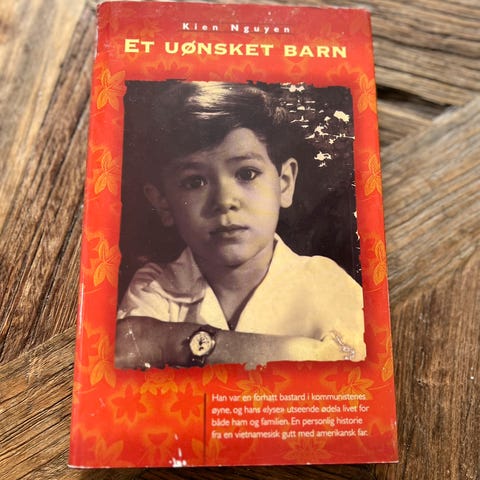 Kien Nguyen
ET UØNSKET BARN
Han var en forhatt bastard i kommunistenes
øyne, og hans «lyse» utseende ødela livet for
både ham og familien. En personlig historie
fra en vietnamesisk gutt med amerikansk far.